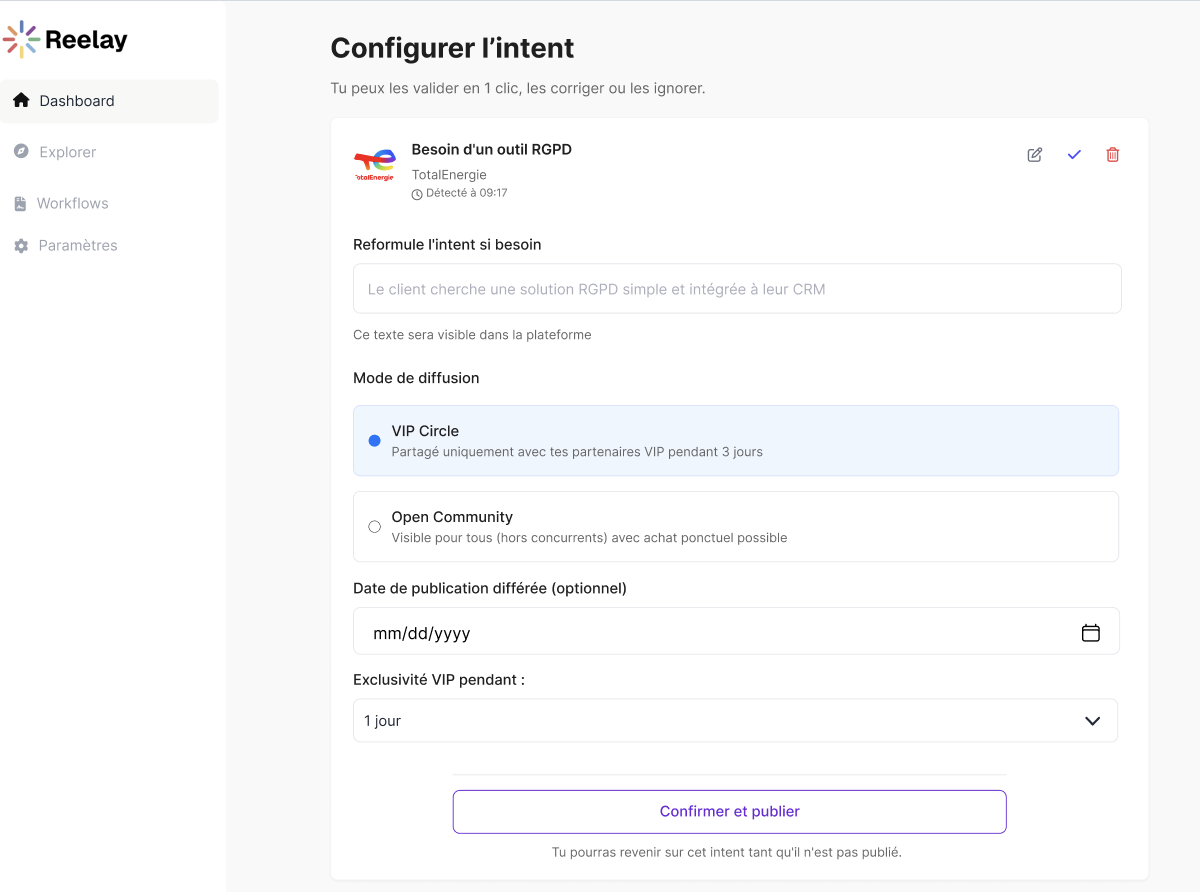 Reelay
Dashboard
Explorer
Workflows
Paramètres
Configurer l’intent
Tu peux les valider en 1 clic, les corriger ou les ignorer.
Besoin d'un outil RGPD
TotalEnergie
TotalEnergie
Détecté à 09:17
Reformule l'intent si besoin
Le client cherche une solution RGPD simple et intégrée à leur CRM
Ce texte sera visible dans la plateforme
Mode de diffusion
VIP Circle
Partagé uniquement avec tes partenaires VIP pendant 3 jours
Open Community
Visible pour tous (hors concurrents) avec achat ponctuel possible
Date de publication différée (optionnel)
mm/dd/yyyy
Exclusivité VIP pendant :
1 jour
Confirmer et publier
Tu pourras revenir sur cet intent tant qu'il n'est pas publié.